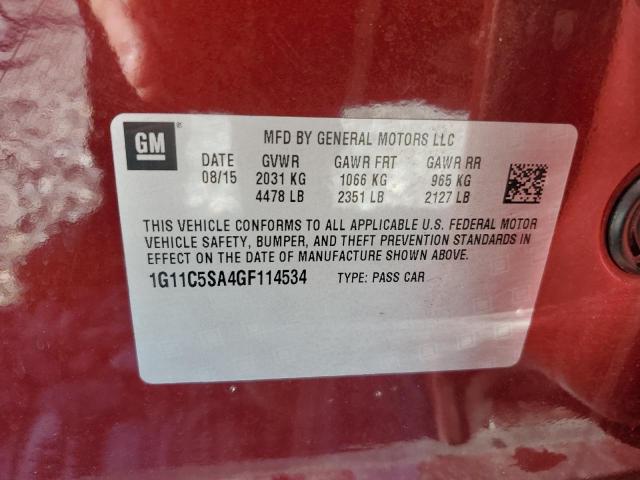 GM ®
MFD BY GENERAL MOTORS LLC
DATE GVWR GAWR FRT GAWR RR
08/15 2031 KG 1066 KG 965 KG
4478 LB 2351 LB 2127 LB
THIS VEHICLE CONFORMS TO ALL APPLICABLE U.S. FEDERAL MOTOR
VEHICLE SAFETY, BUMPER, AND THEFT PREVENTION STANDARDS IN
EFFECT ON THE DATE OF MANUFACTURE SHOWN ABOVE.
1G11C5SA4GF114534 TYPE: PASS CAR